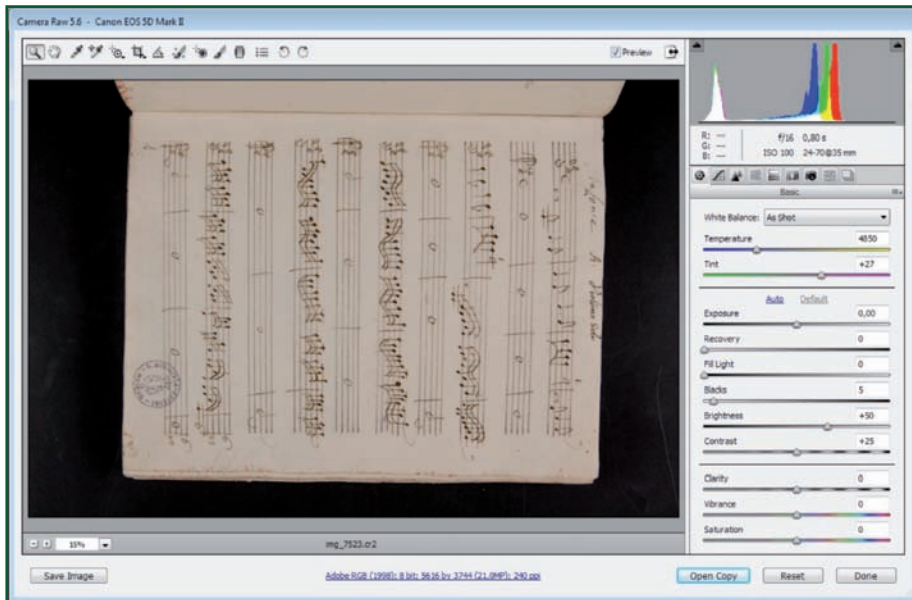 Camera Raw 5.6 - Canon EOS 5D Mark II
Preview
R: ---
G: ---
B: ---
f/16 0,80 s
ISO 100 24-70@35 mm
Basic
White Balance: As Shot
Temperature 4850
Tint +27
Auto Default
Exposure 0,00
Recovery 0
Fill Light 0
Blacks 5
Brightness +50
Contrast +25
Clarity 0
Vibrance 0
Saturation 0
15%
img_7523.cr2
Save Image
Adobe RGB (1998); 8 bit; 5616 by 3744 (21.0MP); 240 ppi
Open Copy Reset Done